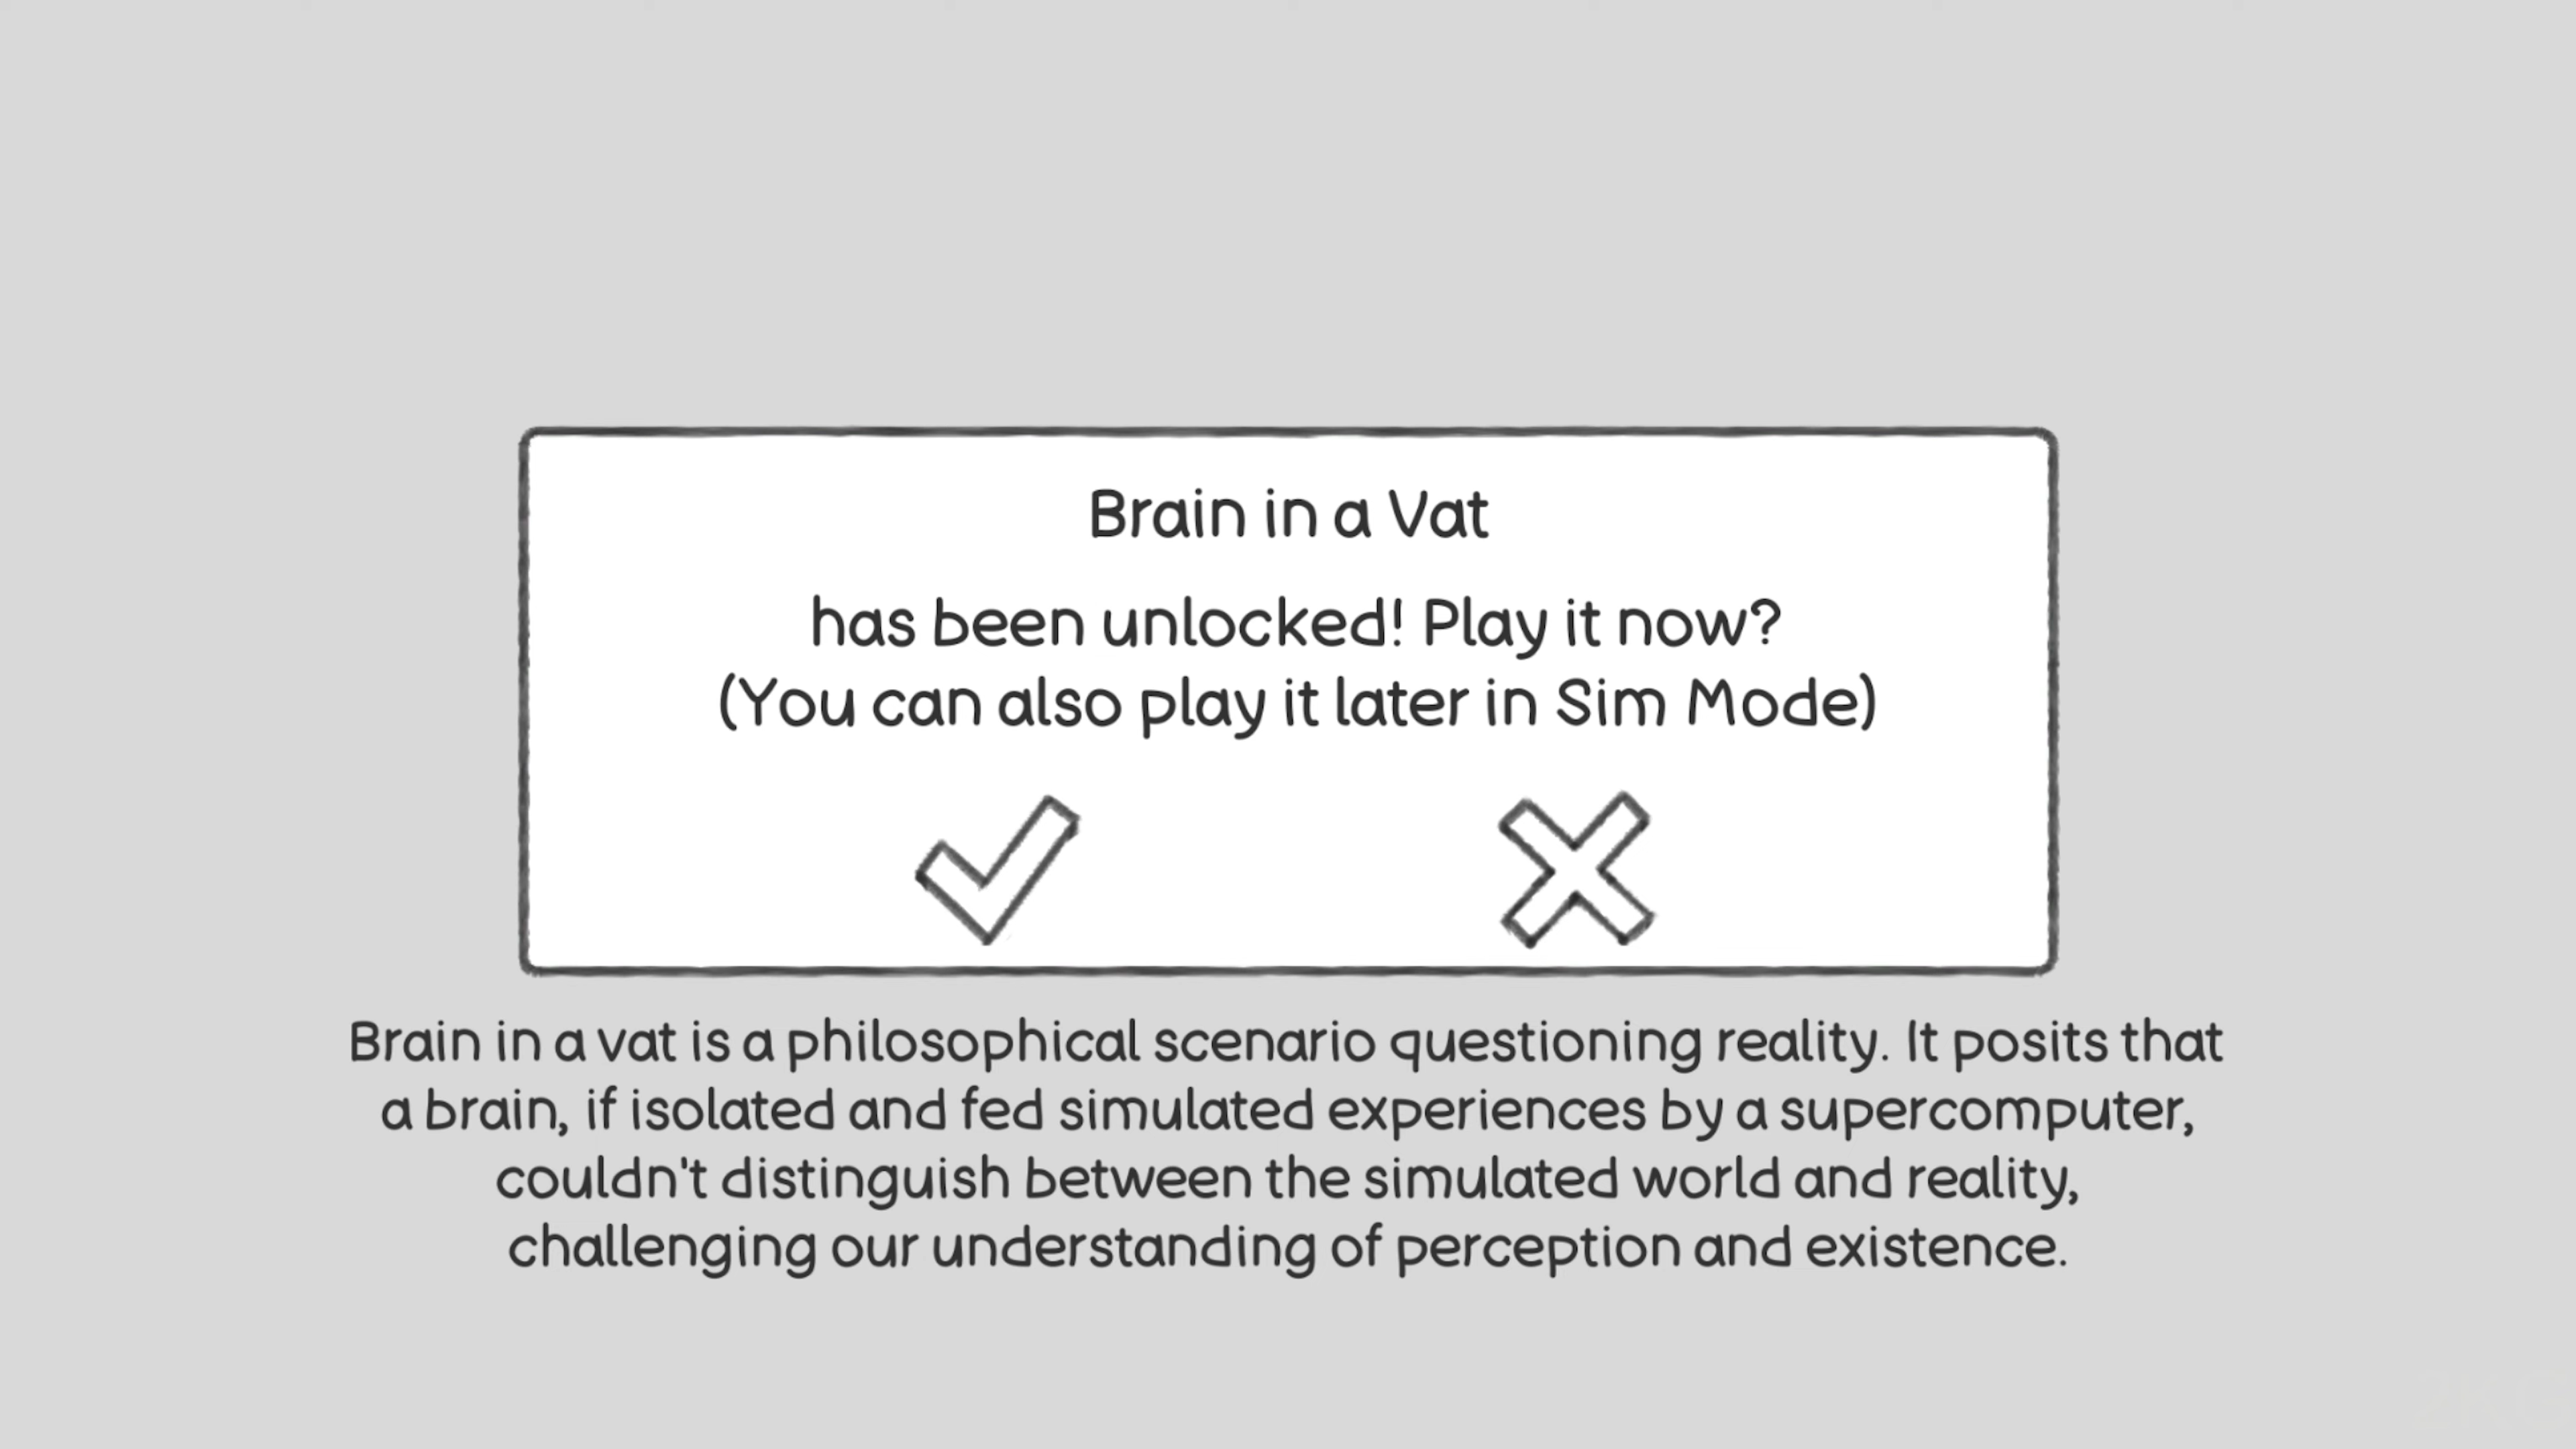 Brain in a Vat
has been unlocked! Play it now?
(You can also play it later in Sim Mode)
Brain in a vat is a philosophical scenario questioning reality. It posits that
a brain, if isolated and fed simulated experiences by a supercomputer,
couldn't distinguish between the simulated world and reality,
challenging our understanding of perception and existence.